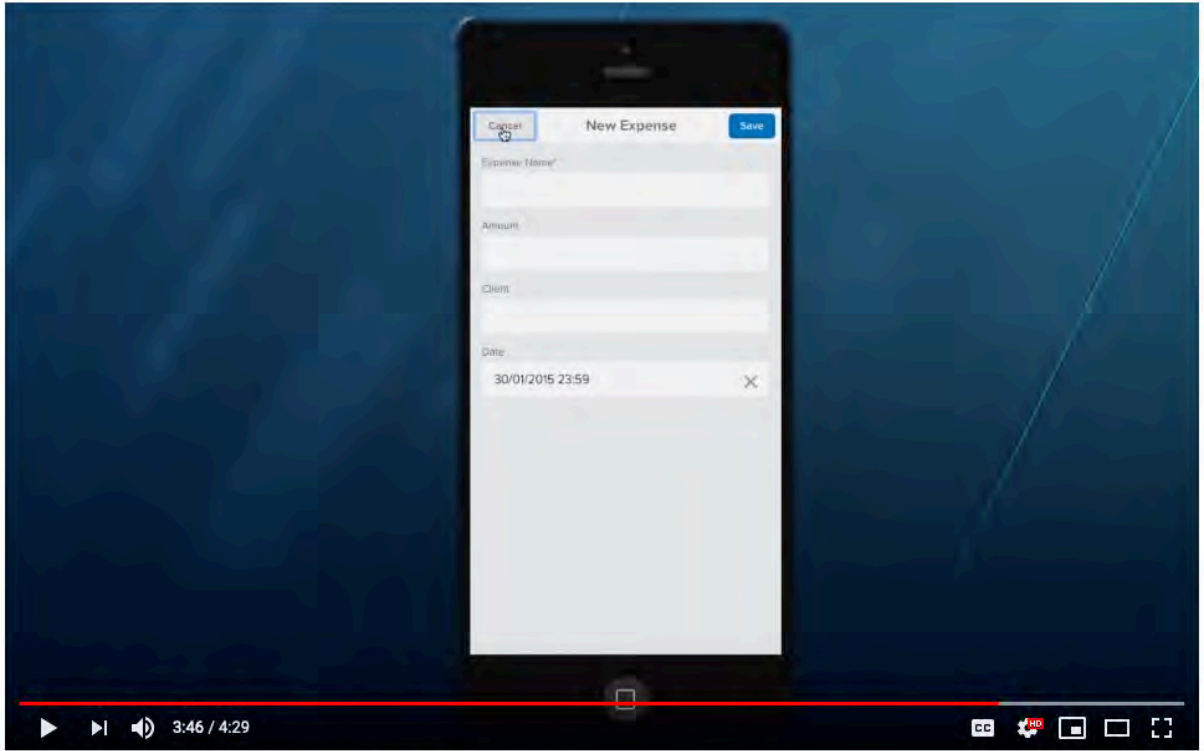 Cancel
New Expense
Save
Expense Name*
Amount
Client
Date
30/01/2015 23:59
3:46 / 4:29
CC
HD